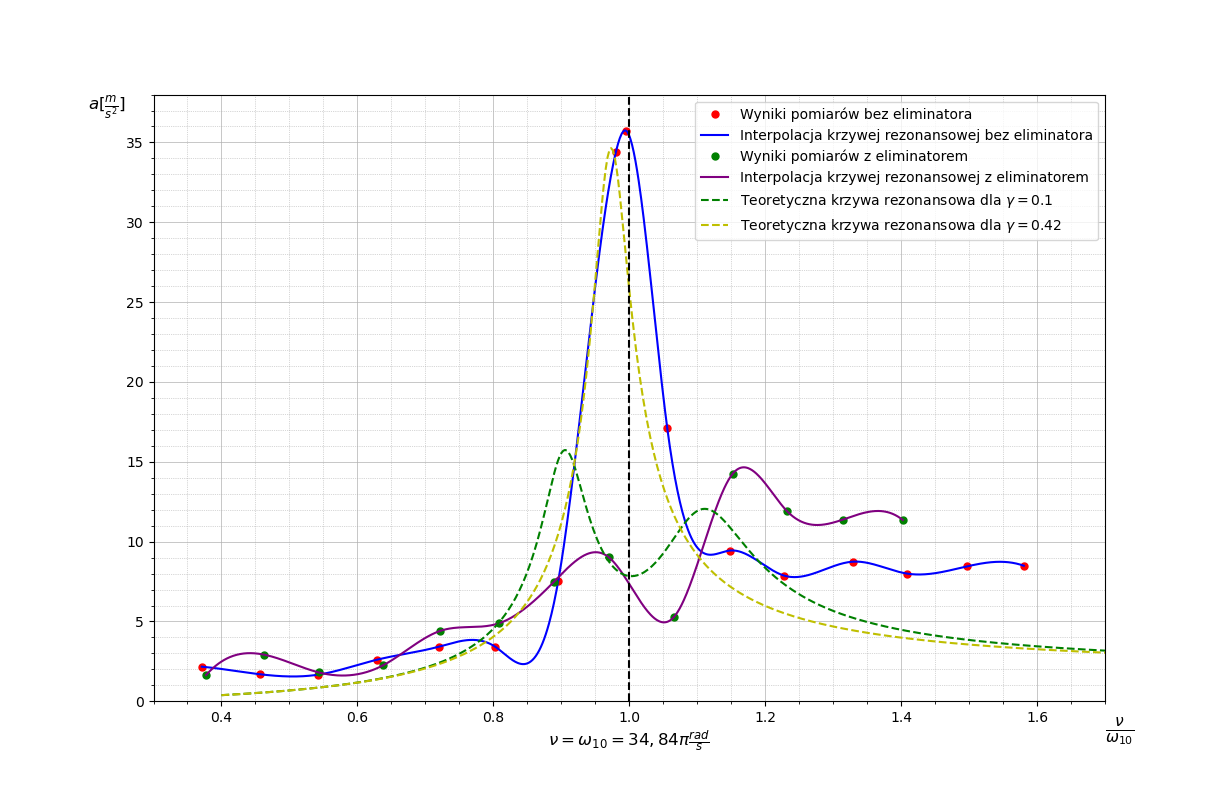 a[m/s²]
Wyniki pomiarów bez eliminatora
Interpolacja krzywej rezonansowej bez eliminatora
Wyniki pomiarów z eliminatorem
Interpolacja krzywej rezonansowej z eliminatorem
Teoretyczna krzywa rezonansowa dla γ = 0.1
Teoretyczna krzywa rezonansowa dla γ = 0.42
35
30
25
20
15
10
5
0
0.4 0.6 0.8 1.0 1.2 1.4 1.6
ν = ω₁₀ = 34, 84π rad/s
ν/ω₁₀